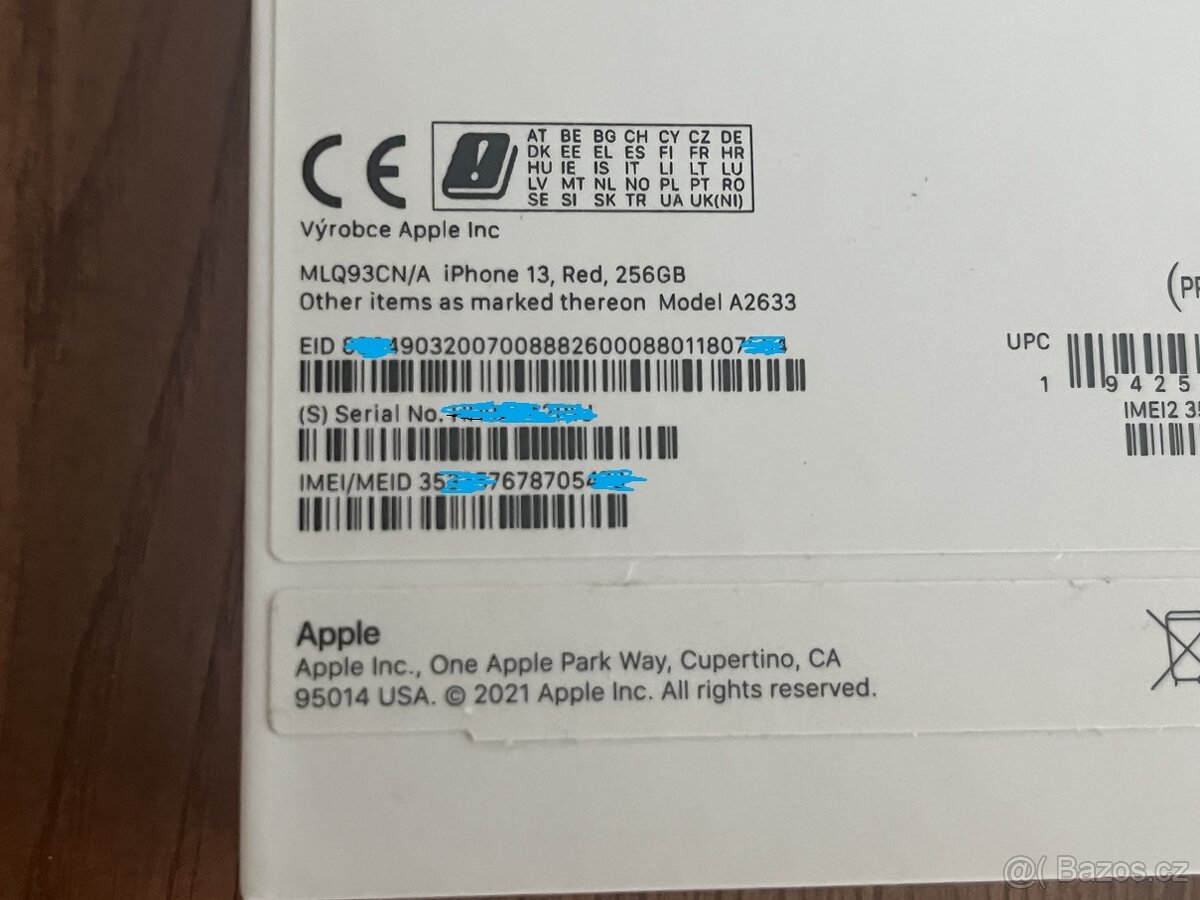 CE
AT BE BG CH CY CZ DE
DK EE EL ES FI FR HR
HU IE IS IT LI LT LU
LV MT NL NO PL PT RO
SE SI SK TR UA UK(NI)
Výrobce Apple Inc
MLQ93CN/A iPhone 13, Red, 256GB
Other items as marked thereon Model A2633
EID
(S) Serial No.
IMEI/MEID
UPC
1 9425
IMEI2 35
Apple
Apple Inc., One Apple Park Way, Cupertino, CA
95014 USA. © 2021 Apple Inc. All rights reserved.
@( Bazos.cz